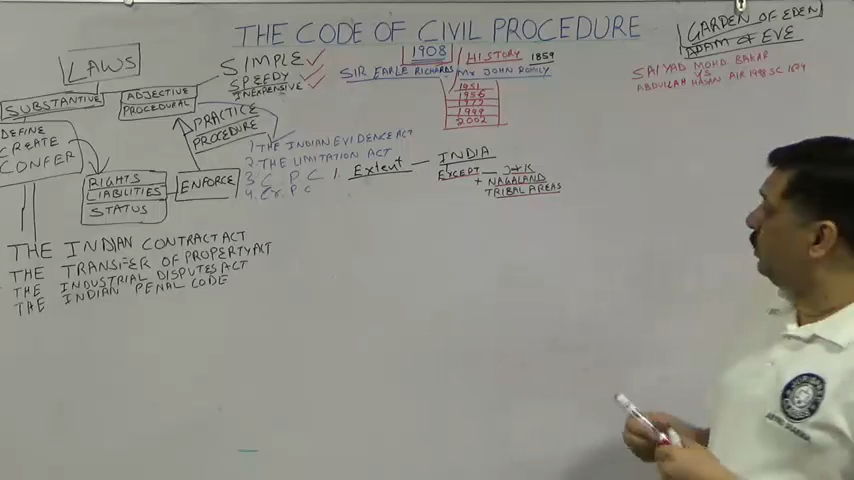 THE CODE OF CIVIL PROCEDURE
1908
HISTORY 1859
SIR EARLE RICHARDS
Mr JOHN ROMILY
1951
1956
1999
2002
GARDEN OF EDEN
ADAM & EVE
SAIYAD MOHD BAKAR
VS
ABDULLAH HASAN AIR 1998 SC
LAWS
SUBSTANTIVE
ADJECTIVE
PROCEDURAL
SIMPLE
SPEEDY
INEXPENSIVE
DEFINE
CREATE
CONFER
PRACTICE
PROCEDURE
RIGHTS
LIABILITIES
STATUS
ENFORCE
1. THE INDIAN EVIDENCE ACT
2. THE LIMITATION ACT
3. C. P C
4. Cr. P C
1. Extent — INDIA
EXCEPT — J+K
+ NAGALAND
TRIBAL AREAS
THE INDIAN CONTRACT ACT
THE TRANSFER OF PROPERTY ACT
THE INDUSTRIAL DISPUTES ACT
THE INDIAN PENAL CODE